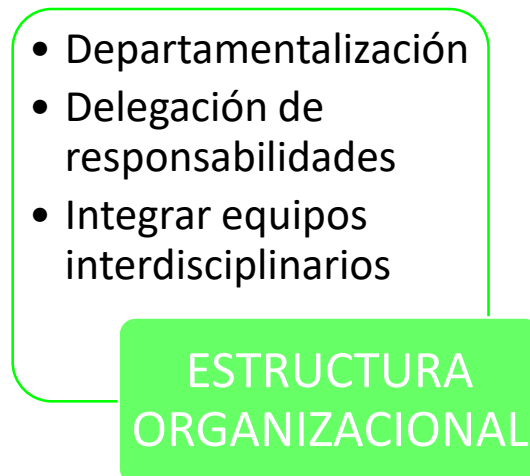 • Departamentalización
• Delegación de
responsabilidades
• Integrar equipos
interdisciplinarios
ESTRUCTURA
ORGANIZACIONAL